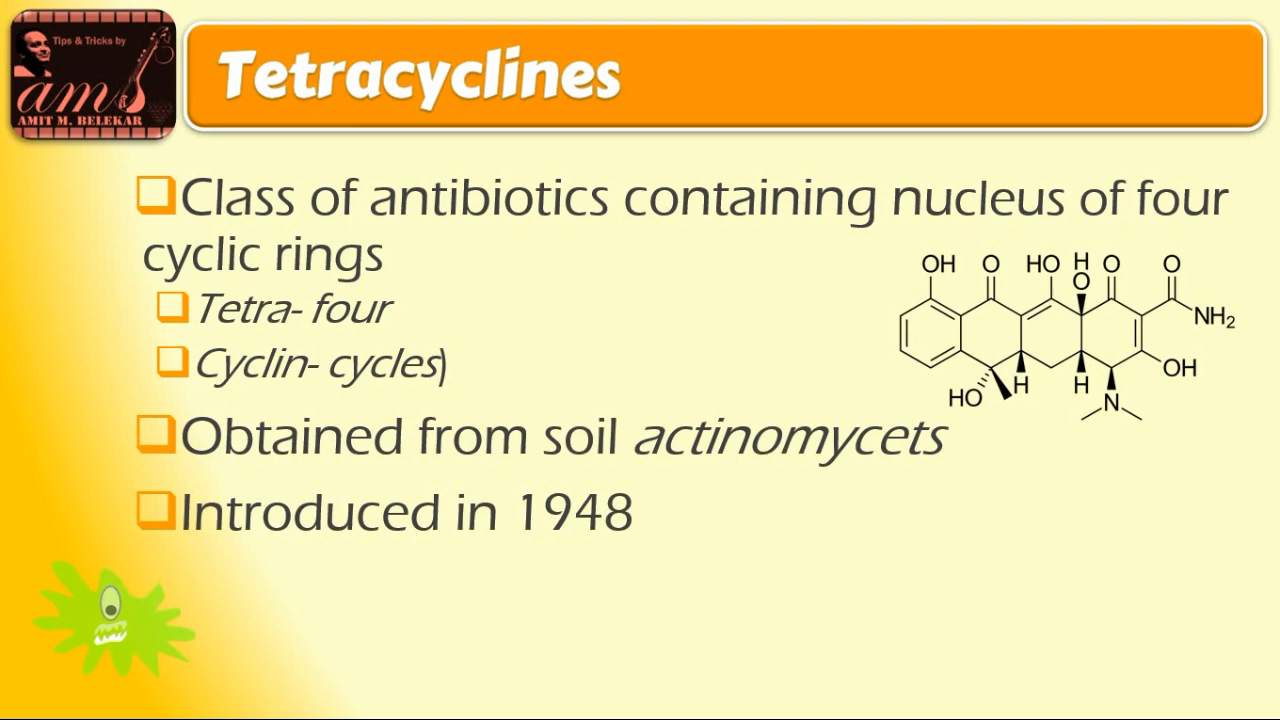 Tips & Tricks by
ams
AMIT M. BELEKAR
Tetracyclines
Class of antibiotics containing nucleus of four
cyclic rings
Tetra- four
Cyclin- cycles)
Obtained from soil actinomycets
Introduced in 1948
OH O HO H O O
O
NH2
OH
HO H H N